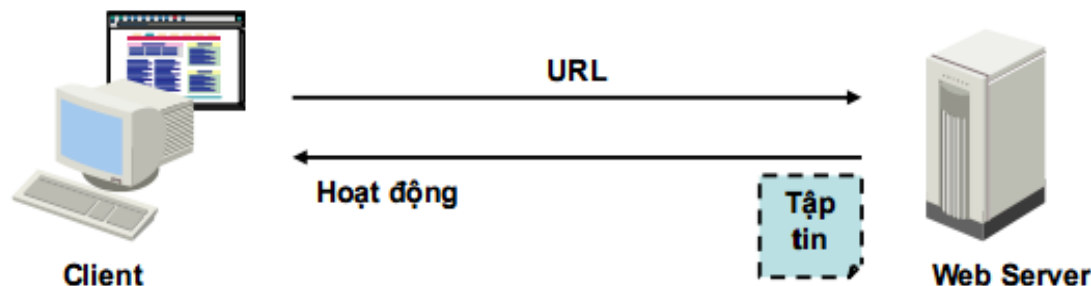 URL
Hoạt động
Tập
tin
Client
Web Server